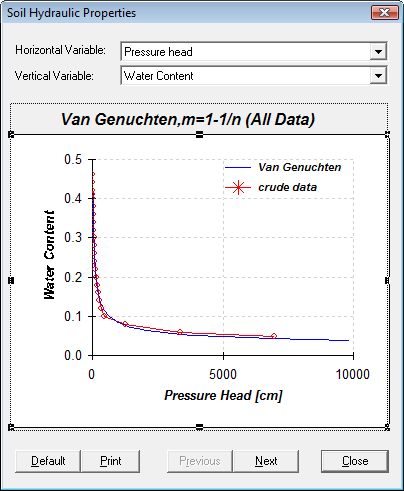 Soil Hydraulic Properties
Horizontal Variable: Pressure head
Vertical Variable: Water Content
Van Genuchten,m=1-1/n (All Data)
0.5
0.4
0.3
0.2
0.1
0.0
Water Content
Van Genuchten
crude data
0 5000 10000
Pressure Head [cm]
Default Print Previous Next Close